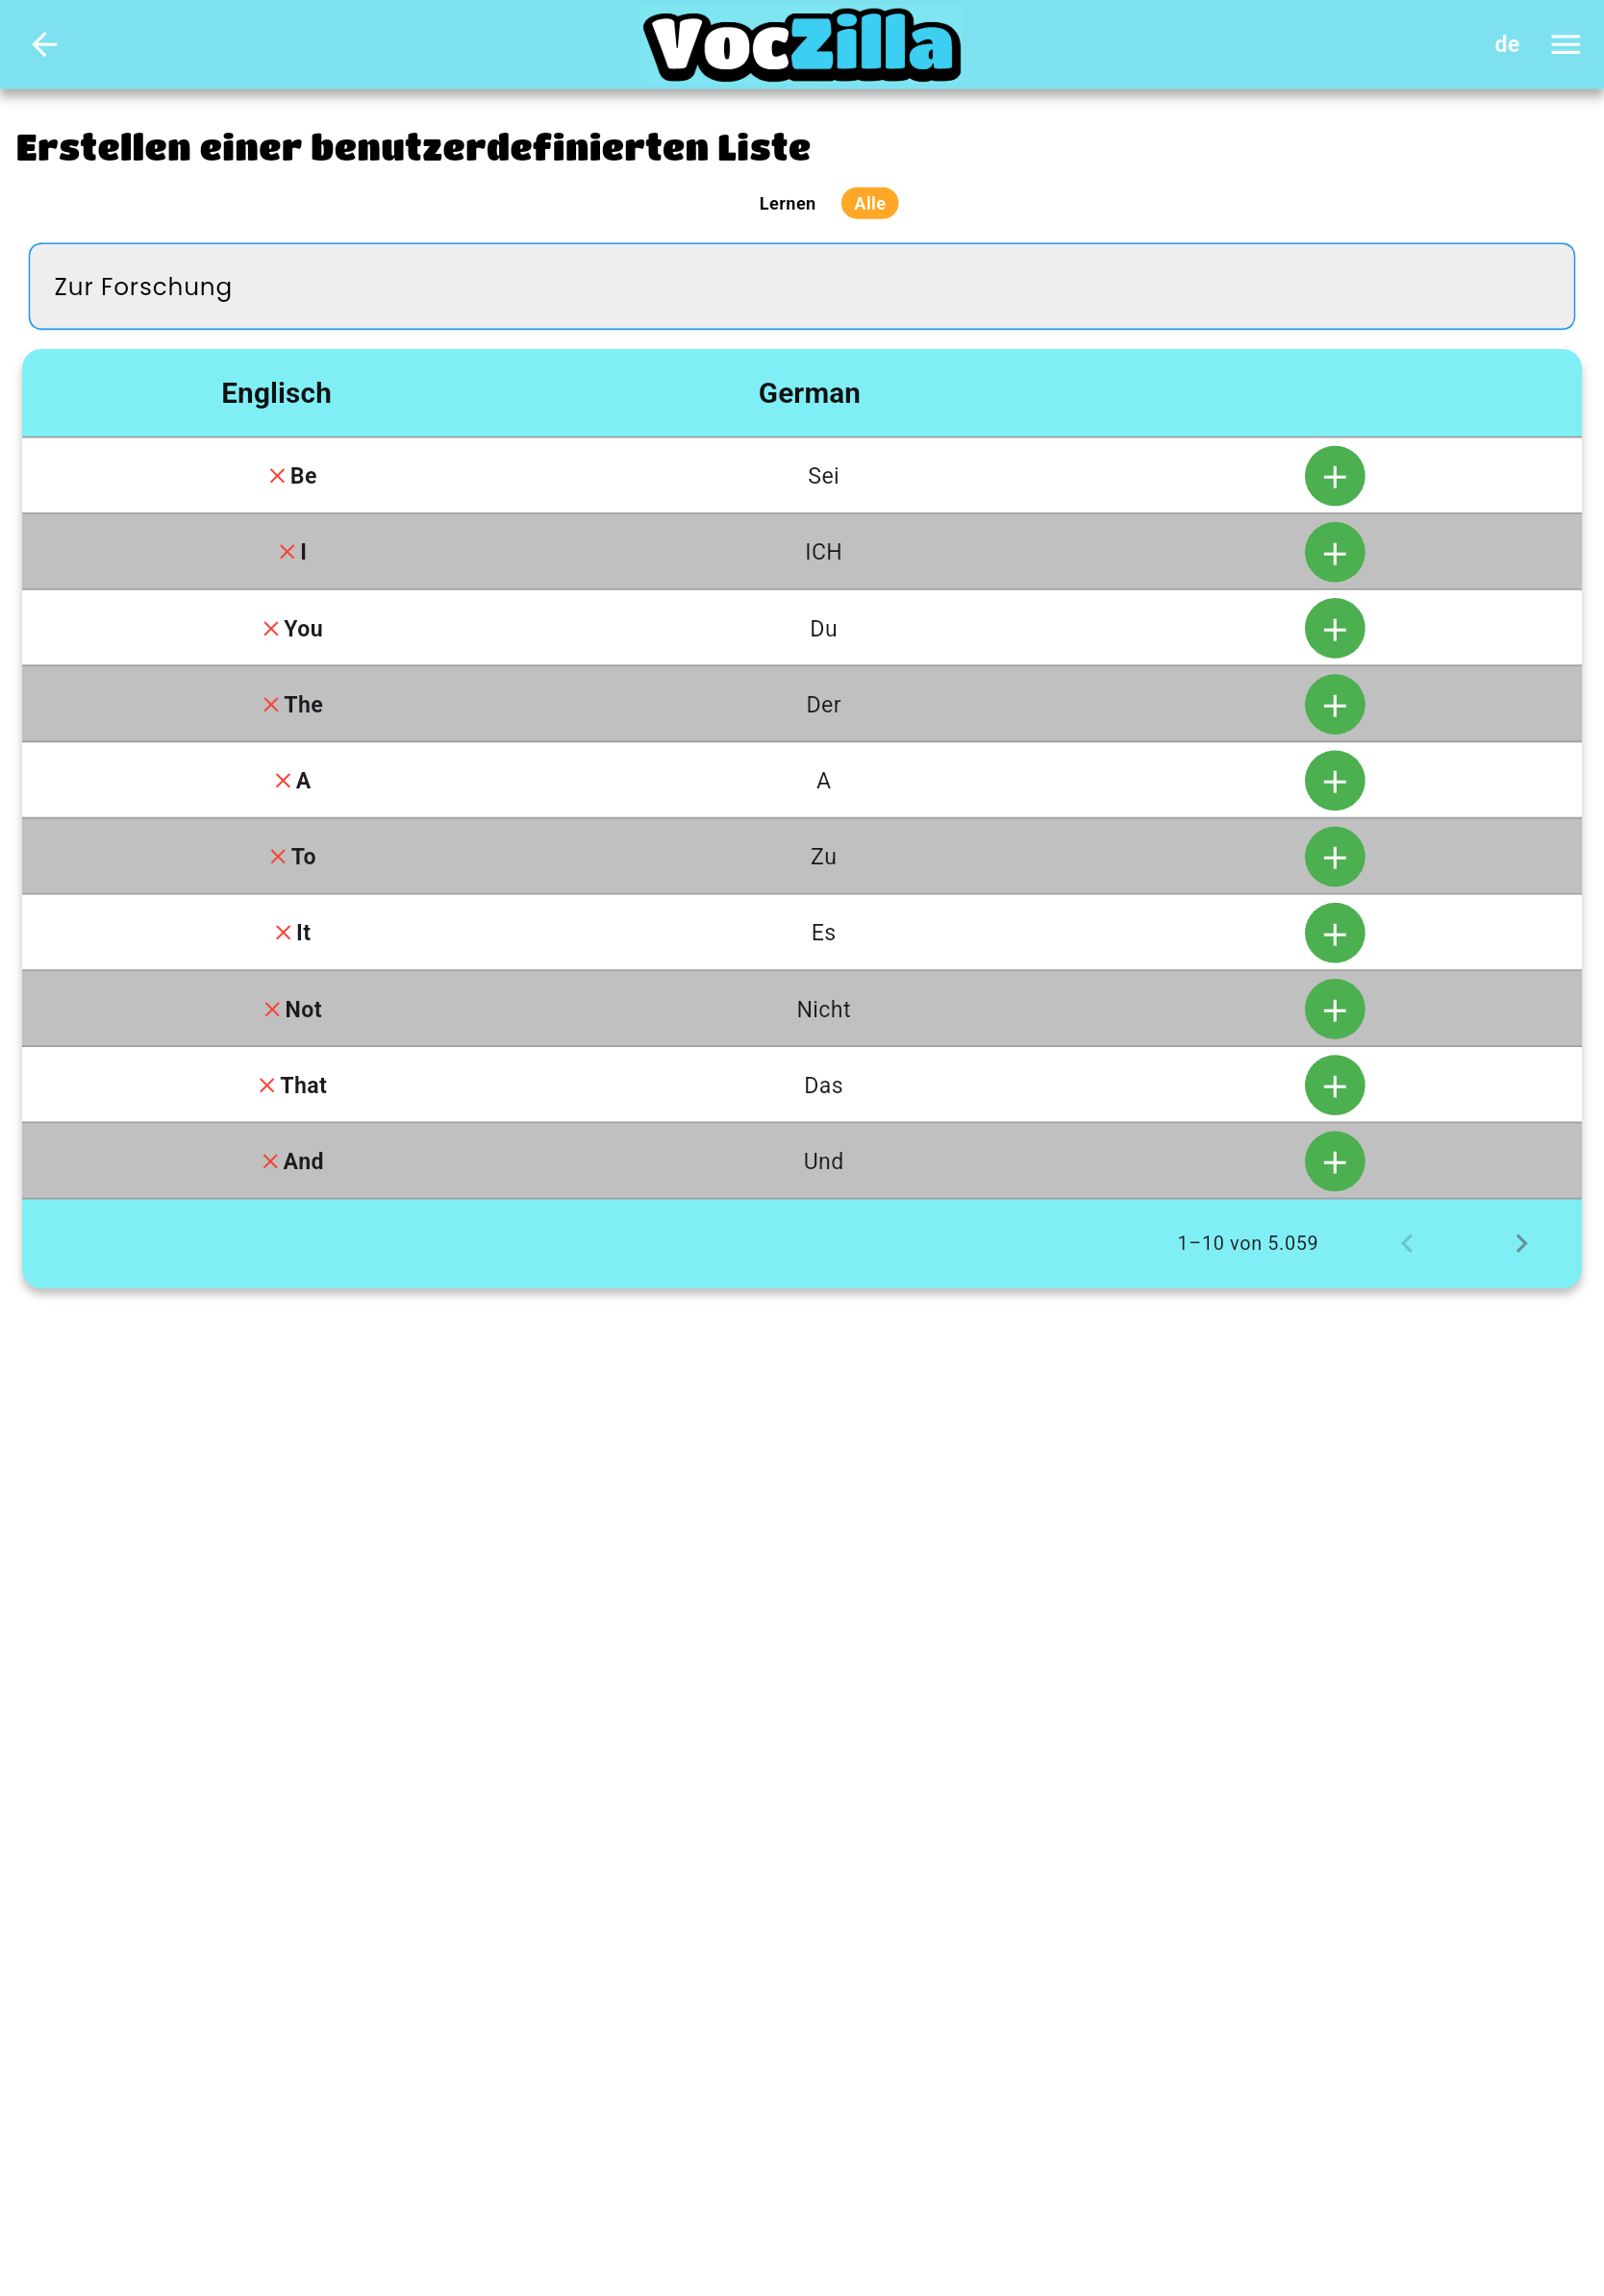 VocZilla
de
Erstellen einer benutzerdefinierten Liste
Lernen Alle
Zur Forschung
Englisch German
Be Sei
I ICH
You Du
The Der
A A
To Zu
It Es
Not Nicht
That Das
And Und
1–10 von 5.059